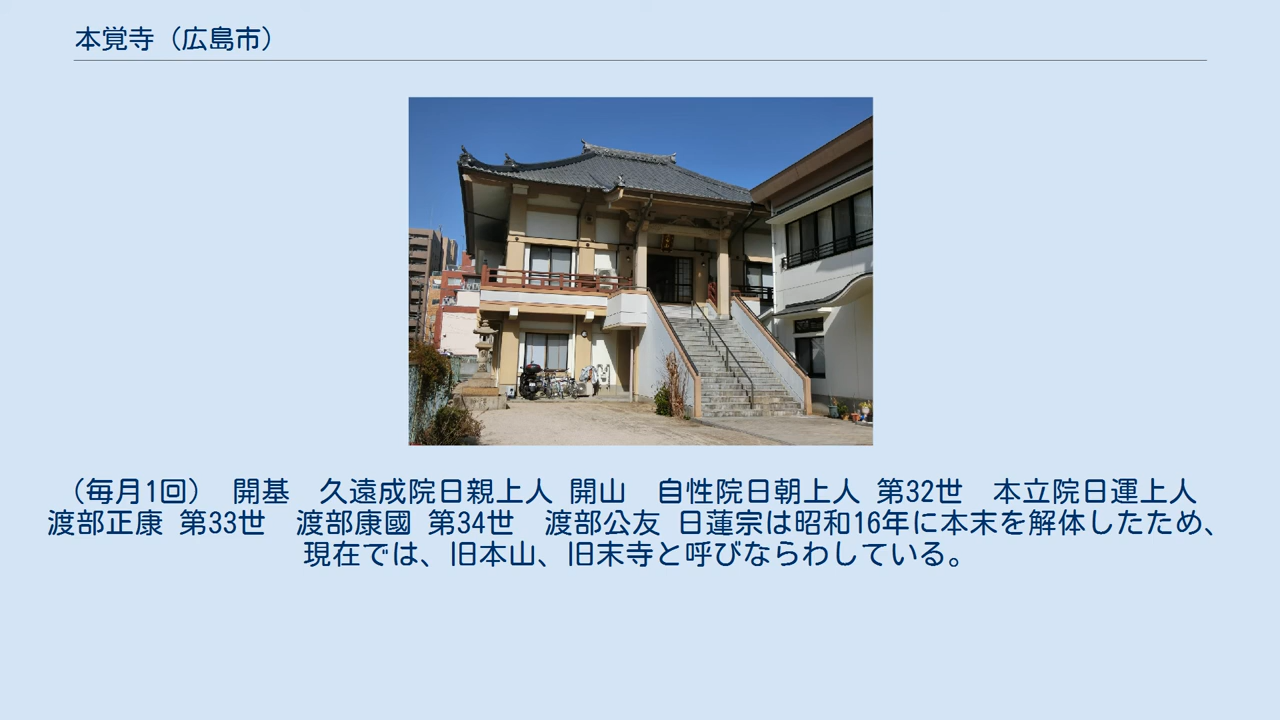 本覚寺（広島市）
（毎月1回） 開基　久遠成院日親上人 開山　自性院日朝上人 第32世　本立院日運上人
渡部正康 第33世　渡部康國 第34世　渡部公友 日蓮宗は昭和16年に本末を解体したため、
現在では、旧本山、旧末寺と呼びならわしている。